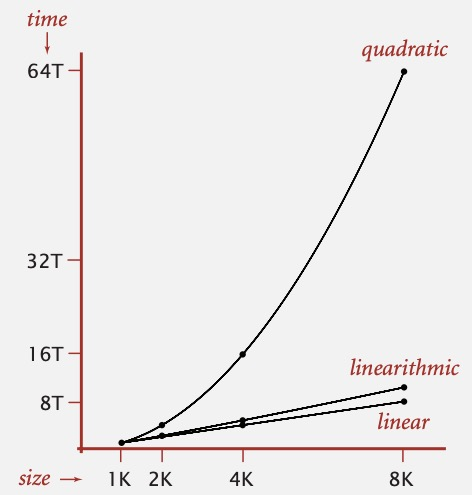 time
quadratic
64T
32T
16T
linearithmic
8T
linear
size
1K 2K 4K 8K